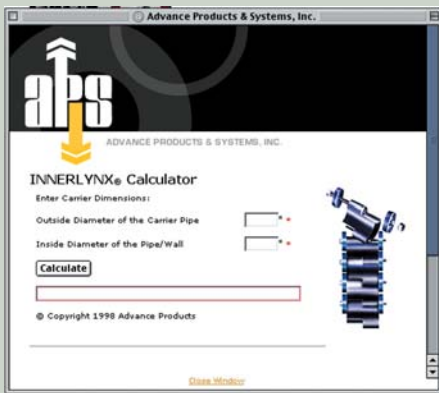 Advance Products & Systems, Inc.
aps
ADVANCE PRODUCTS & SYSTEMS, INC.
INNERLYNX® Calculator
Enter Carrier Dimensions:
Outside Diameter of the Carrier Pipe " *
Inside Diameter of the Pipe/Wall " *
Calculate
© Copyright 1998 Advance Products
Close Window